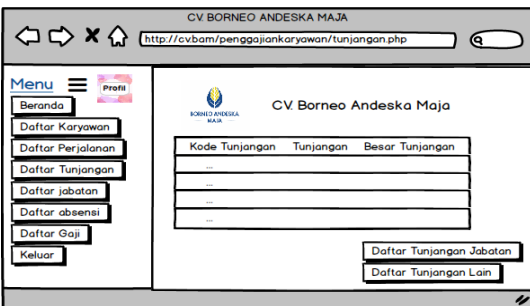 CV. BORNEO ANDESKA MAJA
http://cvbam/penggajiankaryawan/tunjangan.php
Menu
Profil
Beranda
Daftar Karyawan
Daftar Perjalanan
Daftar Tunjangan
Daftar jabatan
Daftar absensi
Daftar Gaji
Keluar
BORNEO ANDESKA
MAJA
CV. Borneo Andeska Maja
Kode Tunjangan Tunjangan Besar Tunjangan
...
...
...
...
Daftar Tunjangan Jabatan
Daftar Tunjangan Lain